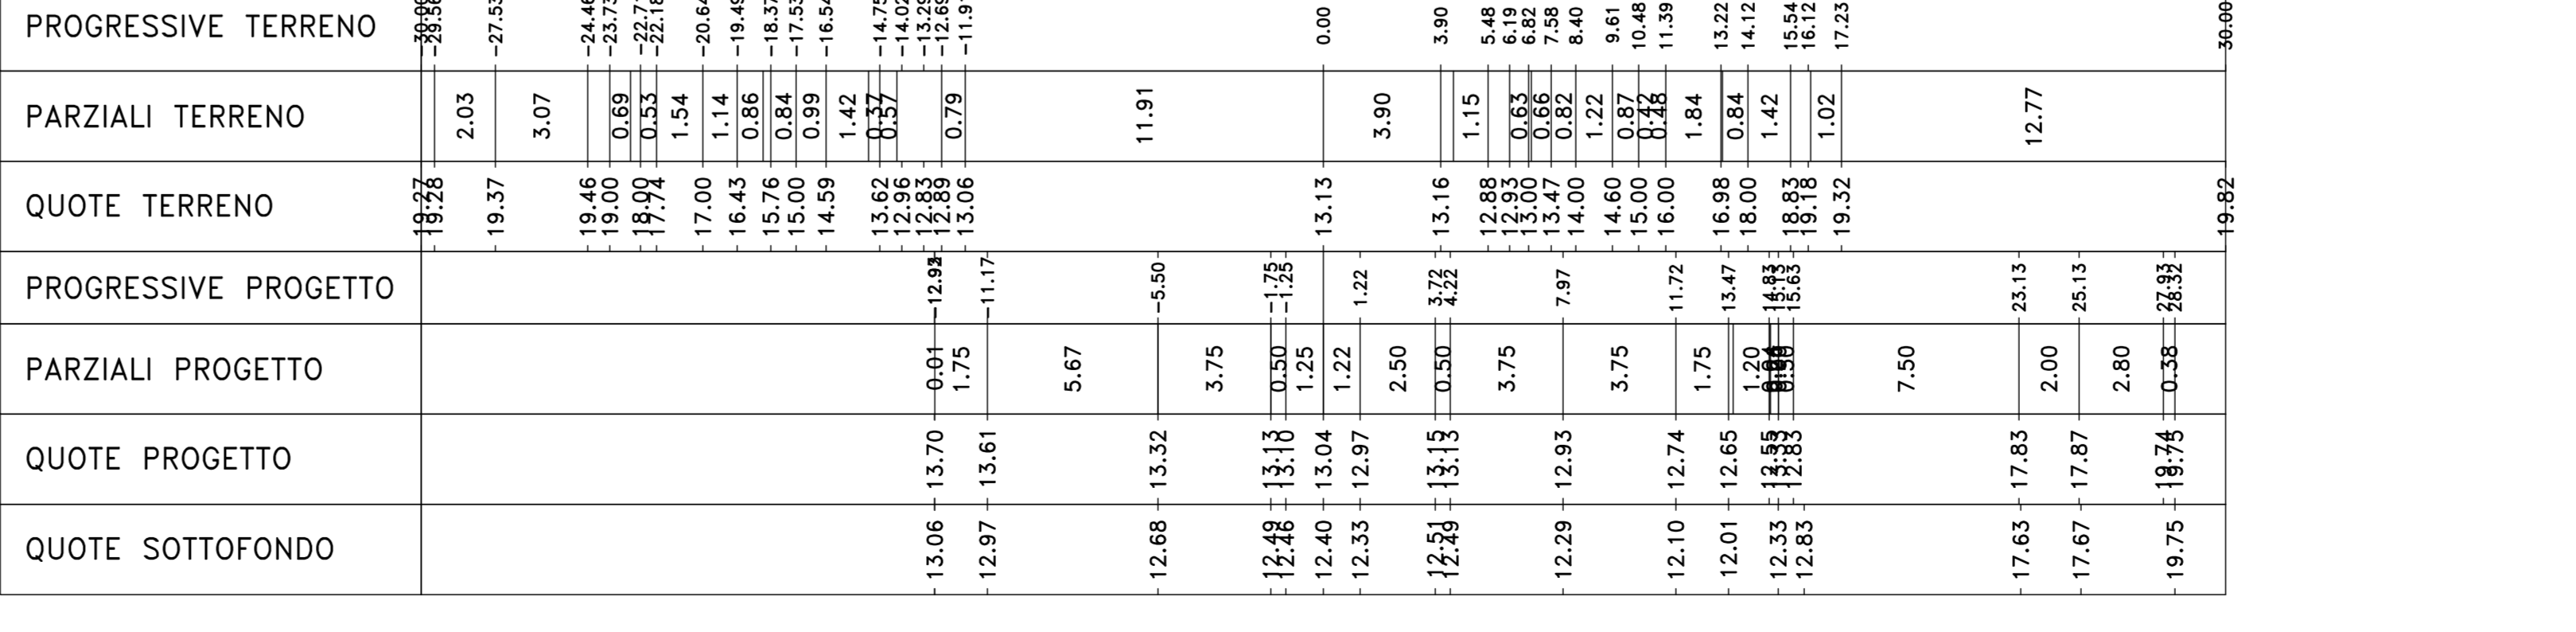 PROGRESSIVE TERRENO -27.53 -20.64 0.00 3.90 5.48 6.19 6.82 7.58 8.40 9.61 10.48 11.39 13.22 14.12 15.54 16.12 17.23 30.00
PARZIALI TERRENO 2.03 3.07 0.69 0.53 1.54 1.14 0.86 0.84 0.99 1.42 0.37 0.57 0.79 11.91 3.90 1.15 0.63 0.66 0.82 1.22 0.87 0.42 0.48 1.84 0.84 1.42 1.02 12.77
QUOTE TERRENO 19.27 19.28 19.37 19.46 19.00 18.00 17.74 17.00 16.43 15.76 15.00 14.59 13.62 12.96 12.83 12.89 13.06 13.13 13.16 12.88 12.93 13.00 13.47 14.00 14.60 15.00 16.00 16.98 18.00 18.83 19.18 19.32 19.82
PROGRESSIVE PROGETTO -11.17 -5.50 -1.75 -1.25 1.22 3.72 4.22 7.97 11.72 13.47 14.83 15.13 15.63 23.13 25.13 27.93 28.32
PARZIALI PROGETTO 0.01 1.75 5.67 3.75 0.50 1.25 1.22 2.50 0.50 3.75 3.75 1.75 1.20 0.50 7.50 2.00 2.80 0.38
QUOTE PROGETTO 13.70 13.61 13.32 13.13 13.10 13.04 12.97 13.15 13.13 12.93 12.74 12.65 12.55 12.83 17.83 17.87 19.74 19.75
QUOTE SOTTOFONDO 13.06 12.97 12.68 12.49 12.46 12.40 12.33 12.51 12.49 12.29 12.10 12.01 12.33 12.83 17.63 17.67 19.75